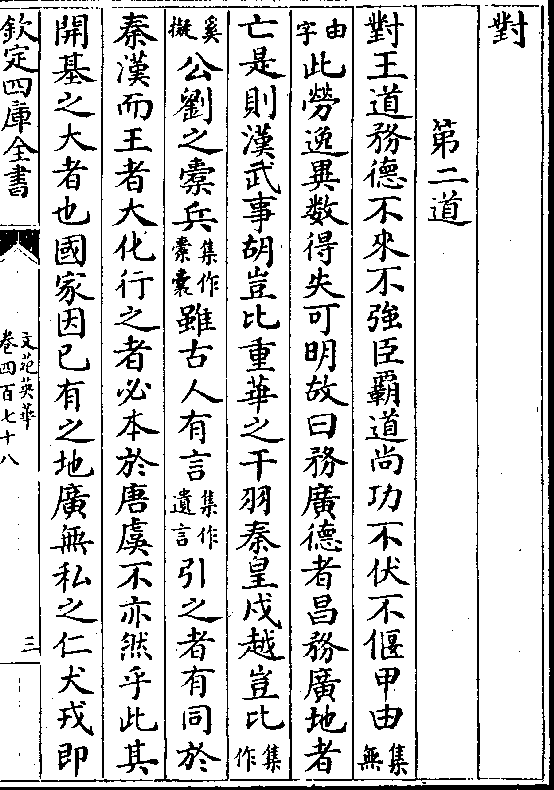 對
第二道
對王道務德不來不強臣霸道尚功不伏不偃甲由集無
由字此勞逸異数得失可明故曰務廣德者昌務廣地者
亡是則漢武事胡豈比重華之干羽秦皇戍越豈比集作
奚擬公劉之橐兵集作橐囊雖古人有言集作遺言引之者有同於
秦漢而王者大化行之者必本於唐虞不亦然乎此其
開基之大者也國家因已有之地廣無私之仁犬戎即
欽定四庫全書
文苑英華
卷四百七十八
三